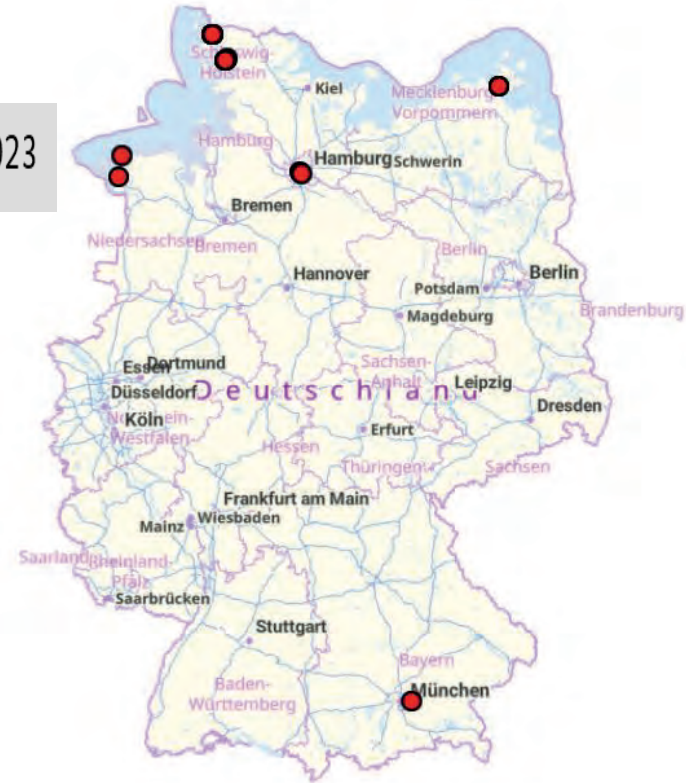 Schleswig-
Holstein
Kiel
Mecklenburg
Vorpommern
023
Hamburg
Hamburg
Schwerin
Bremen
Niedersachsen
Bremen
Berlin
Hannover
Berlin
Potsdam
Brandenburg
Magdeburg
Essen
Dortmund
Sachsen-
Anhalt
Düsseldorf
Deutschland
Leipzig
Köln
Dresden
Westfalen
Erfurt
Hessen
Thüringen
Sachsen
Frankfurt am Main
Mainz
Wiesbaden
Saarland
Rheinland-
Pfalz
Saarbrücken
Stuttgart
Bayern
Baden-
Württemberg
München